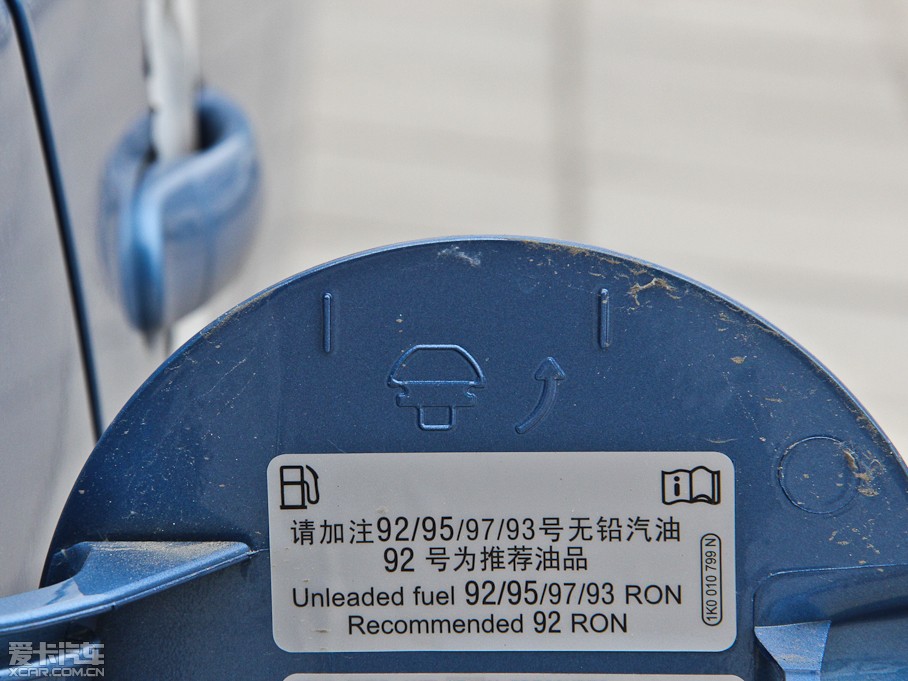 请加注92/95/97/93号无铅汽油
92 号为推荐油品
Unleaded fuel 92/95/97/93 RON
Recommended 92 RON
1K0 010 799 N
爱卡汽车
XCAR.COM.CN